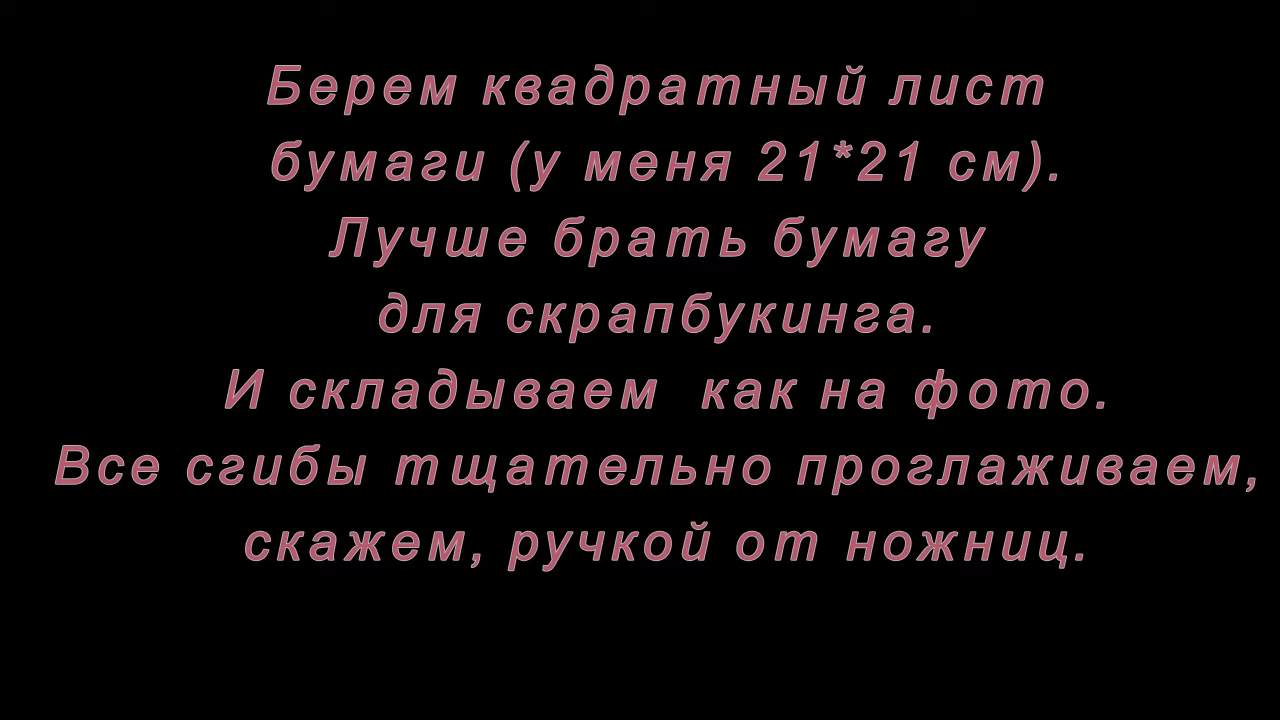 Берем квадратный лист
бумаги (у меня 21*21 см).
Лучше брать бумагу
для скрапбукинга.
И складываем как на фото.
Все сгибы тщательно проглаживаем,
скажем, ручкой от ножниц.